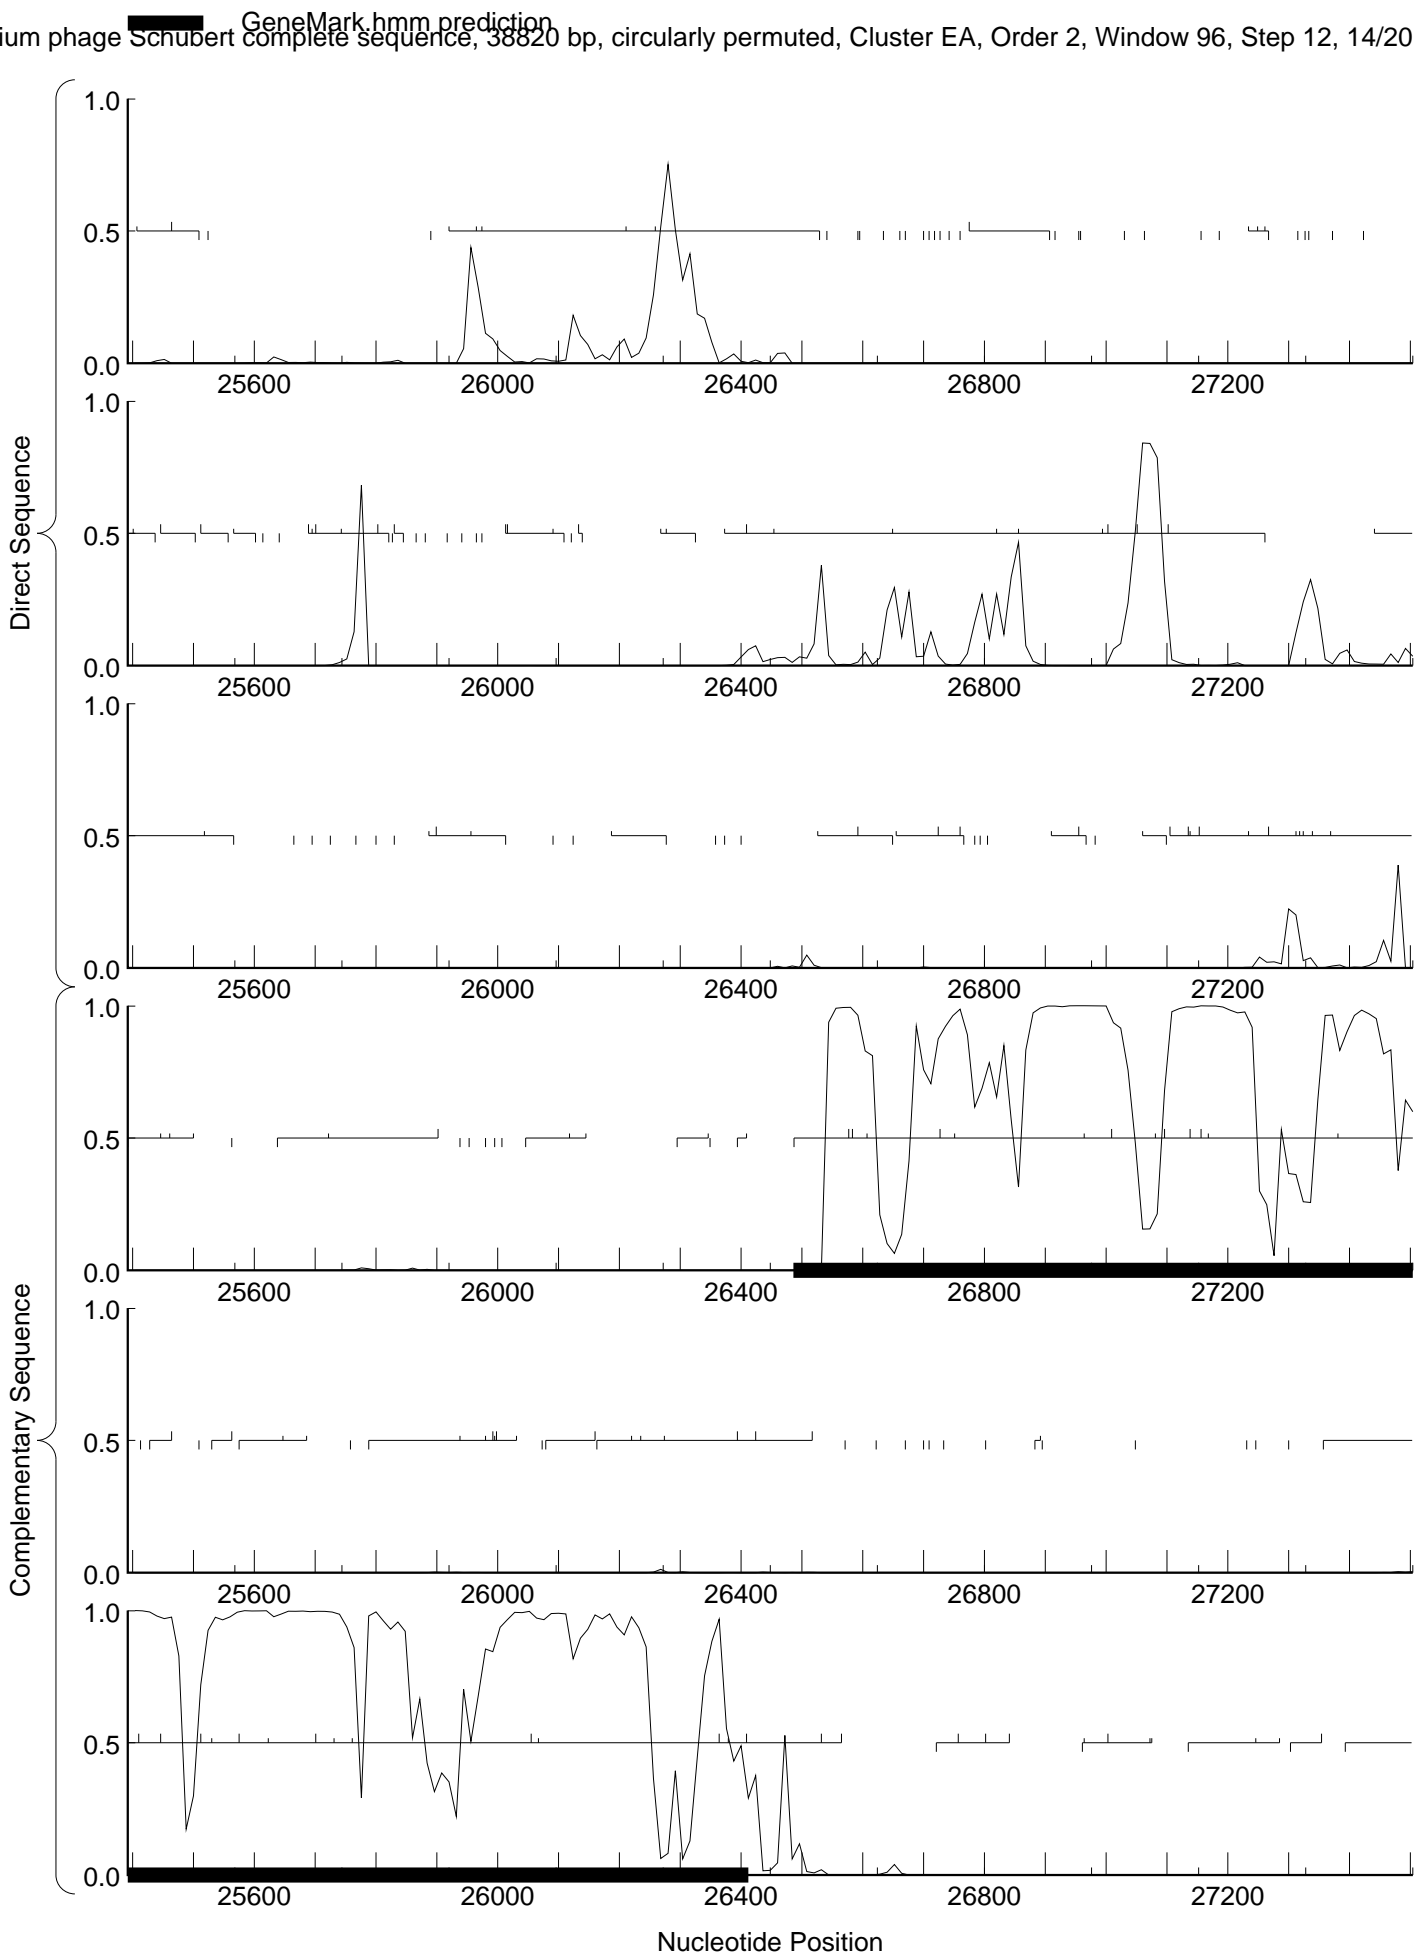 GeneMark.hmm prediction
ium phage Schubert complete sequence, 38820 bp, circularly permuted, Cluster EA, Order 2, Window 96, Step 12, 14/20
Direct Sequence
1.0
0.5
0.0
25600 26000 26400 26800 27200
1.0
0.5
0.0
25600 26000 26400 26800 27200
1.0
0.5
0.0
25600 26000 26400 26800 27200
Complementary Sequence
1.0
0.5
0.0
25600 26000 26400 26800 27200
1.0
0.5
0.0
25600 26000 26400 26800 27200
1.0
0.5
0.0
25600 26000 26400 26800 27200
Nucleotide Position